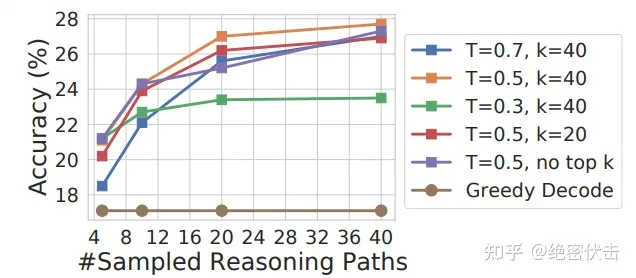 28
26
24
22
20
18
Accuracy (%)
4 8 12 16 20 24 28 32 36 40
#Sampled Reasoning Paths
T=0.7, k=40
T=0.5, k=40
T=0.3, k=40
T=0.5, k=20
T=0.5, no top k
Greedy Decode
知乎 @绝密伏击